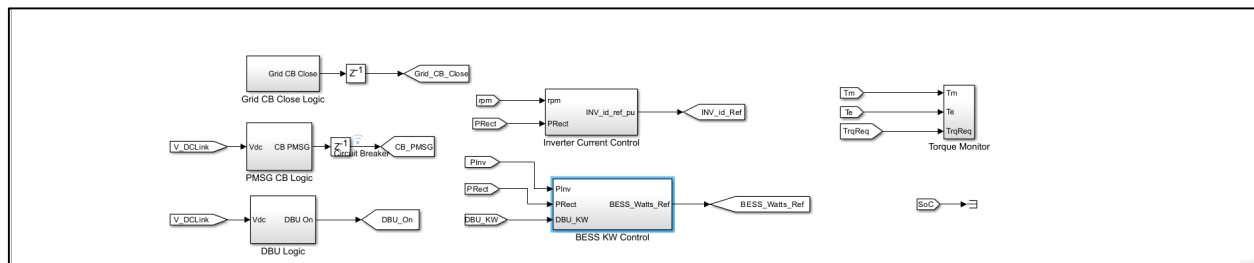 Grid CB Close
Z-1
Grid_CB_Close
Grid CB Close Logic
V_DCLink
Vdc
CB PMSG
Z-1
CB_PMSG
Circuit Breaker
PMSG CB Logic
V_DCLink
Vdc
DBU On
DBU_On
DBU Logic
rpm
rpm
INV_id_ref_pu
INV_id_Ref
PRect
PRect
Inverter Current Control
PInv
PInv
PRect
PRect
BESS_Watts_Ref
BESS_Watts_Ref
DBU_KW
DBU_KW
BESS KW Control
Tm
Tm
Te
Te
TrqReq
TrqReq
Torque Monitor
SoC